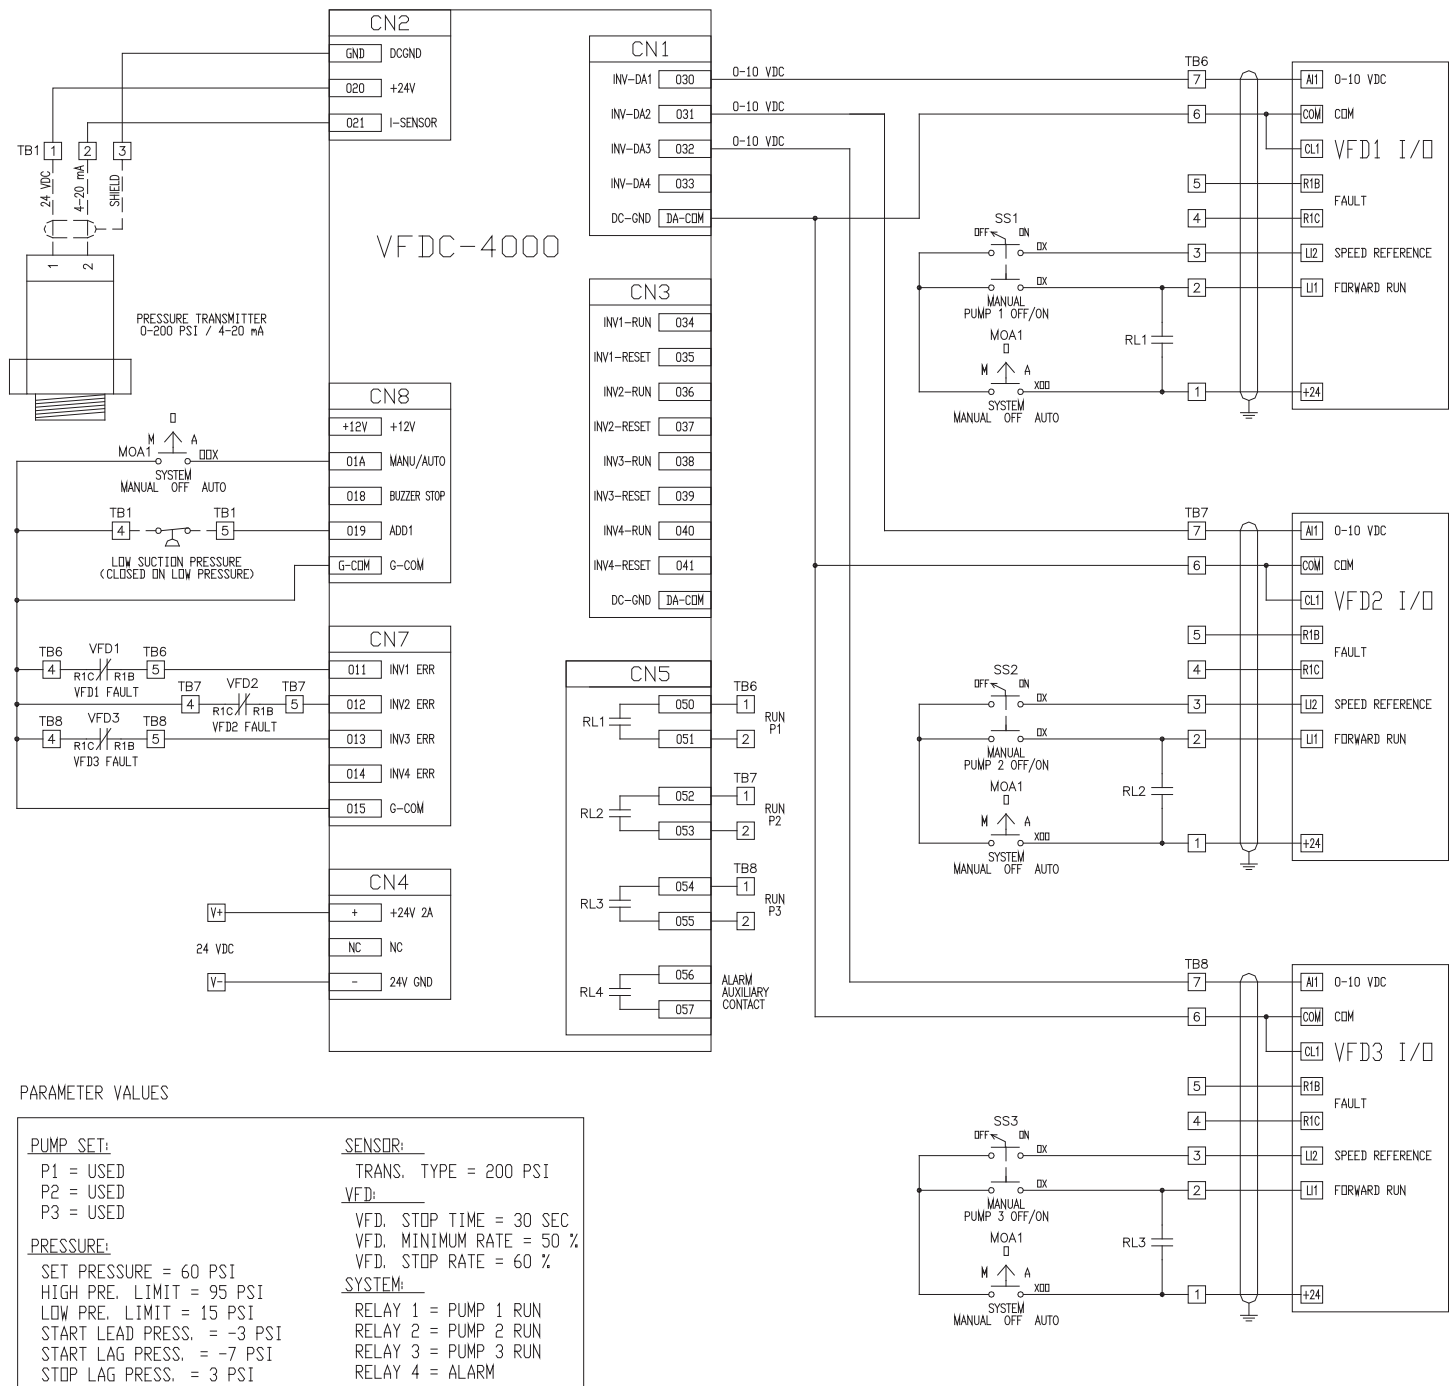 VFDC-4000
CN2
GND DCGND
020 +24V
021 I-SENSOR
TB1 1 2 3
24 VDC
4-20 mA
SHIELD
1 2
PRESSURE TRANSMITTER
0-200 PSI / 4-20 mA
CN8
+12V +12V
01A MANU/AUTO
018 BUZZER STOP
019 ADD1
G-COM G-COM
0
M A
MOA1 00X
SYSTEM
MANUAL OFF AUTO
TB1 TB1
4 5
LOW SUCTION PRESSURE
(CLOSED ON LOW PRESSURE)
CN7
011 INV1 ERR
012 INV2 ERR
013 INV3 ERR
014 INV4 ERR
015 G-COM
TB6 VFD1 TB6
4 5
R1C R1B
VFD1 FAULT
TB7 VFD2 TB7
4 5
R1C R1B
VFD2 FAULT
TB8 VFD3 TB8
4 5
R1C R1B
VFD3 FAULT
CN4
V+ + +24V 2A
24 VDC NC NC
V- - 24V GND
CN1
INV-DA1 030 0-10 VDC
INV-DA2 031 0-10 VDC
INV-DA3 032 0-10 VDC
INV-DA4 033
DC-GND DA-COM
CN3
INV1-RUN 034
INV1-RESET 035
INV2-RUN 036
INV2-RESET 037
INV3-RUN 038
INV3-RESET 039
INV4-RUN 040
INV4-RESET 041
DC-GND DA-COM
CN5
TB6
050 1
RL1 RUN
P1
051 2
TB7
052 1
RL2 RUN
P2
053 2
TB8
054 1
RL3 RUN
P3
055 2
056
RL4 ALARM
AUXILIARY
CONTACT
057
TB6
7 AI1 0-10 VDC
6 COM COM
CL1 VFD1 I/O
5 R1B
FAULT
4 R1C
SS1
OFF ON
0X
3 LI2 SPEED REFERENCE
0X
2 LI1 FORWARD RUN
MANUAL
PUMP 1 OFF/ON
MOA1
0
RL1
M A
X00
1 +24
SYSTEM
MANUAL OFF AUTO
TB7
7 AI1 0-10 VDC
6 COM COM
CL1 VFD2 I/O
5 R1B
FAULT
4 R1C
SS2
OFF ON
0X
3 LI2 SPEED REFERENCE
0X
2 LI1 FORWARD RUN
MANUAL
PUMP 2 OFF/ON
MOA1
0
RL2
M A
X00
1 +24
SYSTEM
MANUAL OFF AUTO
TB8
7 AI1 0-10 VDC
6 COM COM
CL1 VFD3 I/O
5 R1B
FAULT
4 R1C
SS3
OFF ON
0X
3 LI2 SPEED REFERENCE
0X
2 LI1 FORWARD RUN
MANUAL
PUMP 3 OFF/ON
MOA1
0
RL3
M A
X00
1 +24
SYSTEM
MANUAL OFF AUTO
PARAMETER VALUES
PUMP SET:
P1 = USED
P2 = USED
P3 = USED
PRESSURE:
SET PRESSURE = 60 PSI
HIGH PRE. LIMIT = 95 PSI
LOW PRE. LIMIT = 15 PSI
START LEAD PRESS. = -3 PSI
START LAG PRESS. = -7 PSI
STOP LAG PRESS. = 3 PSI
SENSOR:
TRANS. TYPE = 200 PSI
VFD:
VFD. STOP TIME = 30 SEC
VFD. MINIMUM RATE = 50 %
VFD. STOP RATE = 60 %
SYSTEM:
RELAY 1 = PUMP 1 RUN
RELAY 2 = PUMP 2 RUN
RELAY 3 = PUMP 3 RUN
RELAY 4 = ALARM